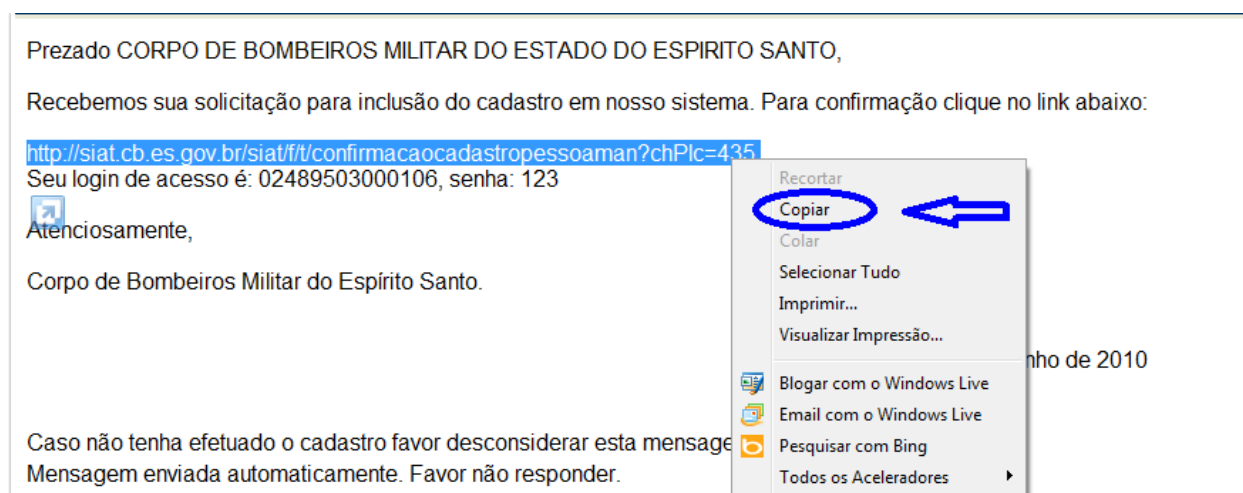 Prezado CORPO DE BOMBEIROS MILITAR DO ESTADO DO ESPIRITO SANTO,
Recebemos sua solicitação para inclusão do cadastro em nosso sistema. Para confirmação clique no link abaixo:
http://siat.cb.es.gov.br/siat/f/t/confirmacaocadastropessoaman?chPlc=435
Seu login de acesso é: 02489503000106, senha: 123
Atenciosamente,
Corpo de Bombeiros Militar do Espírito Santo.
Recortar
Copiar
Colar
Selecionar Tudo
Imprimir...
Visualizar Impressão...
de 2010
Blogar com o Windows Live
Email com o Windows Live
Pesquisar com Bing
Todos os Aceleradores
Caso não tenha efetuado o cadastro favor desconsiderar esta
Mensagem enviada automaticamente. Favor não responder.